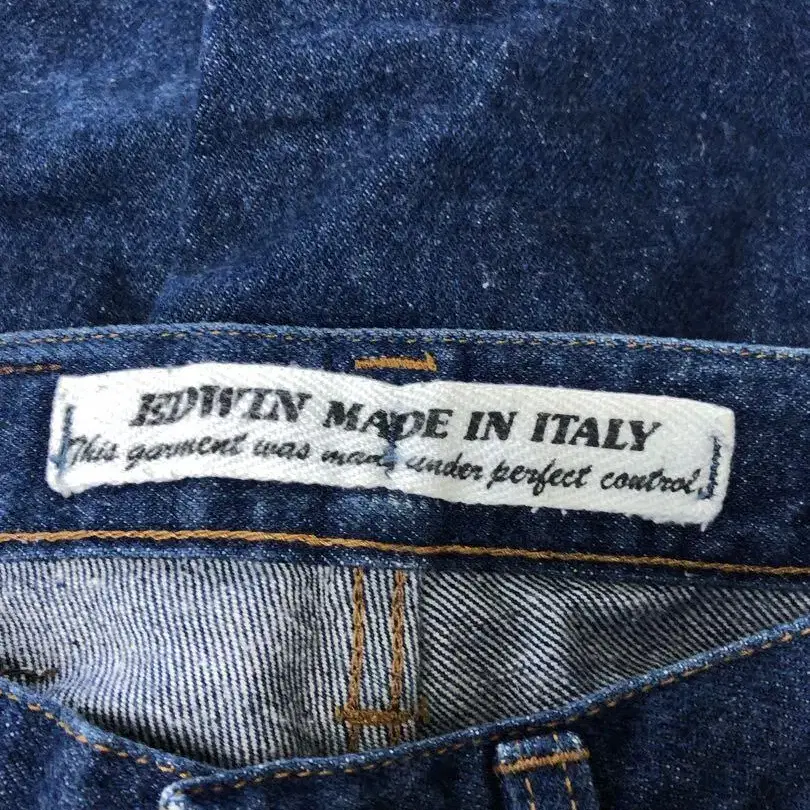 EDWIN MADE IN ITALY
This garment was made under perfect control.